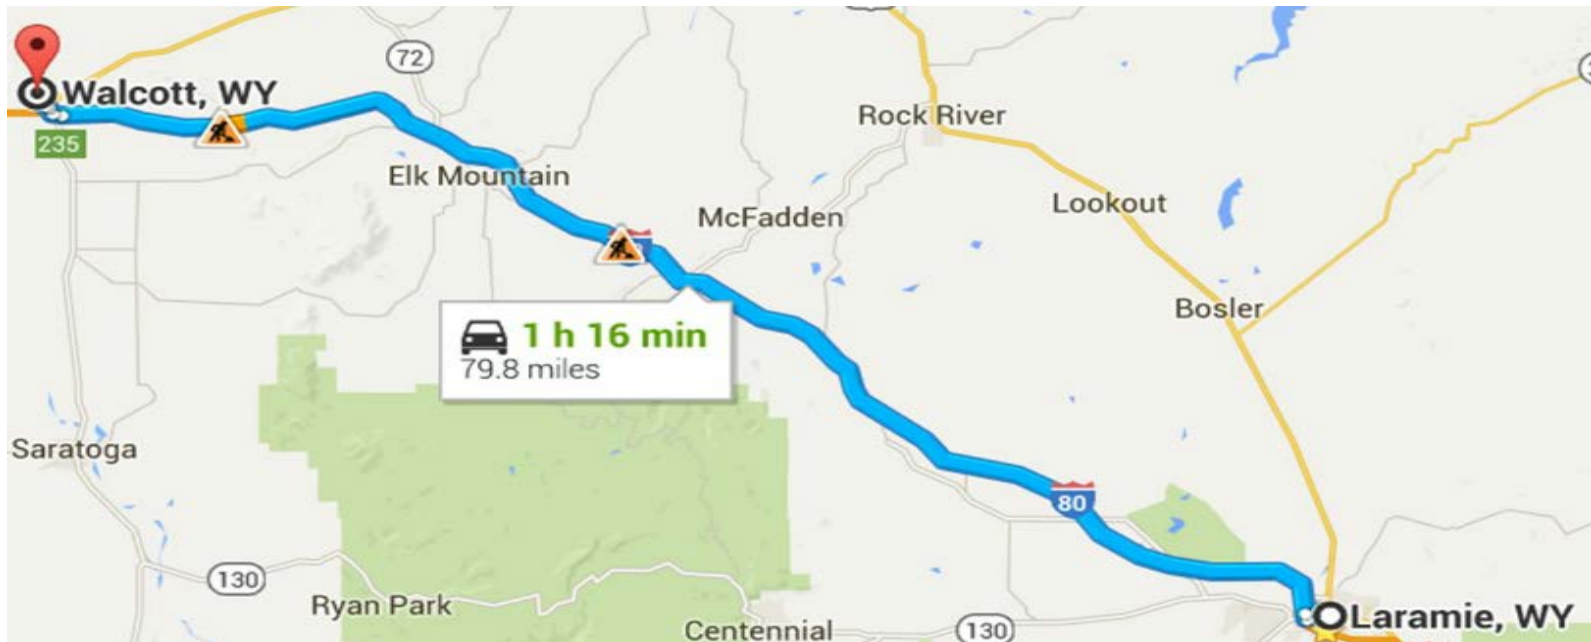 72
Walcott, WY
Rock River
235
Elk Mountain
Lookout
McFadden
Bosler
1 h 16 min
79.8 miles
Saratoga
80
130
Ryan Park
Laramie, WY
Centennial
130